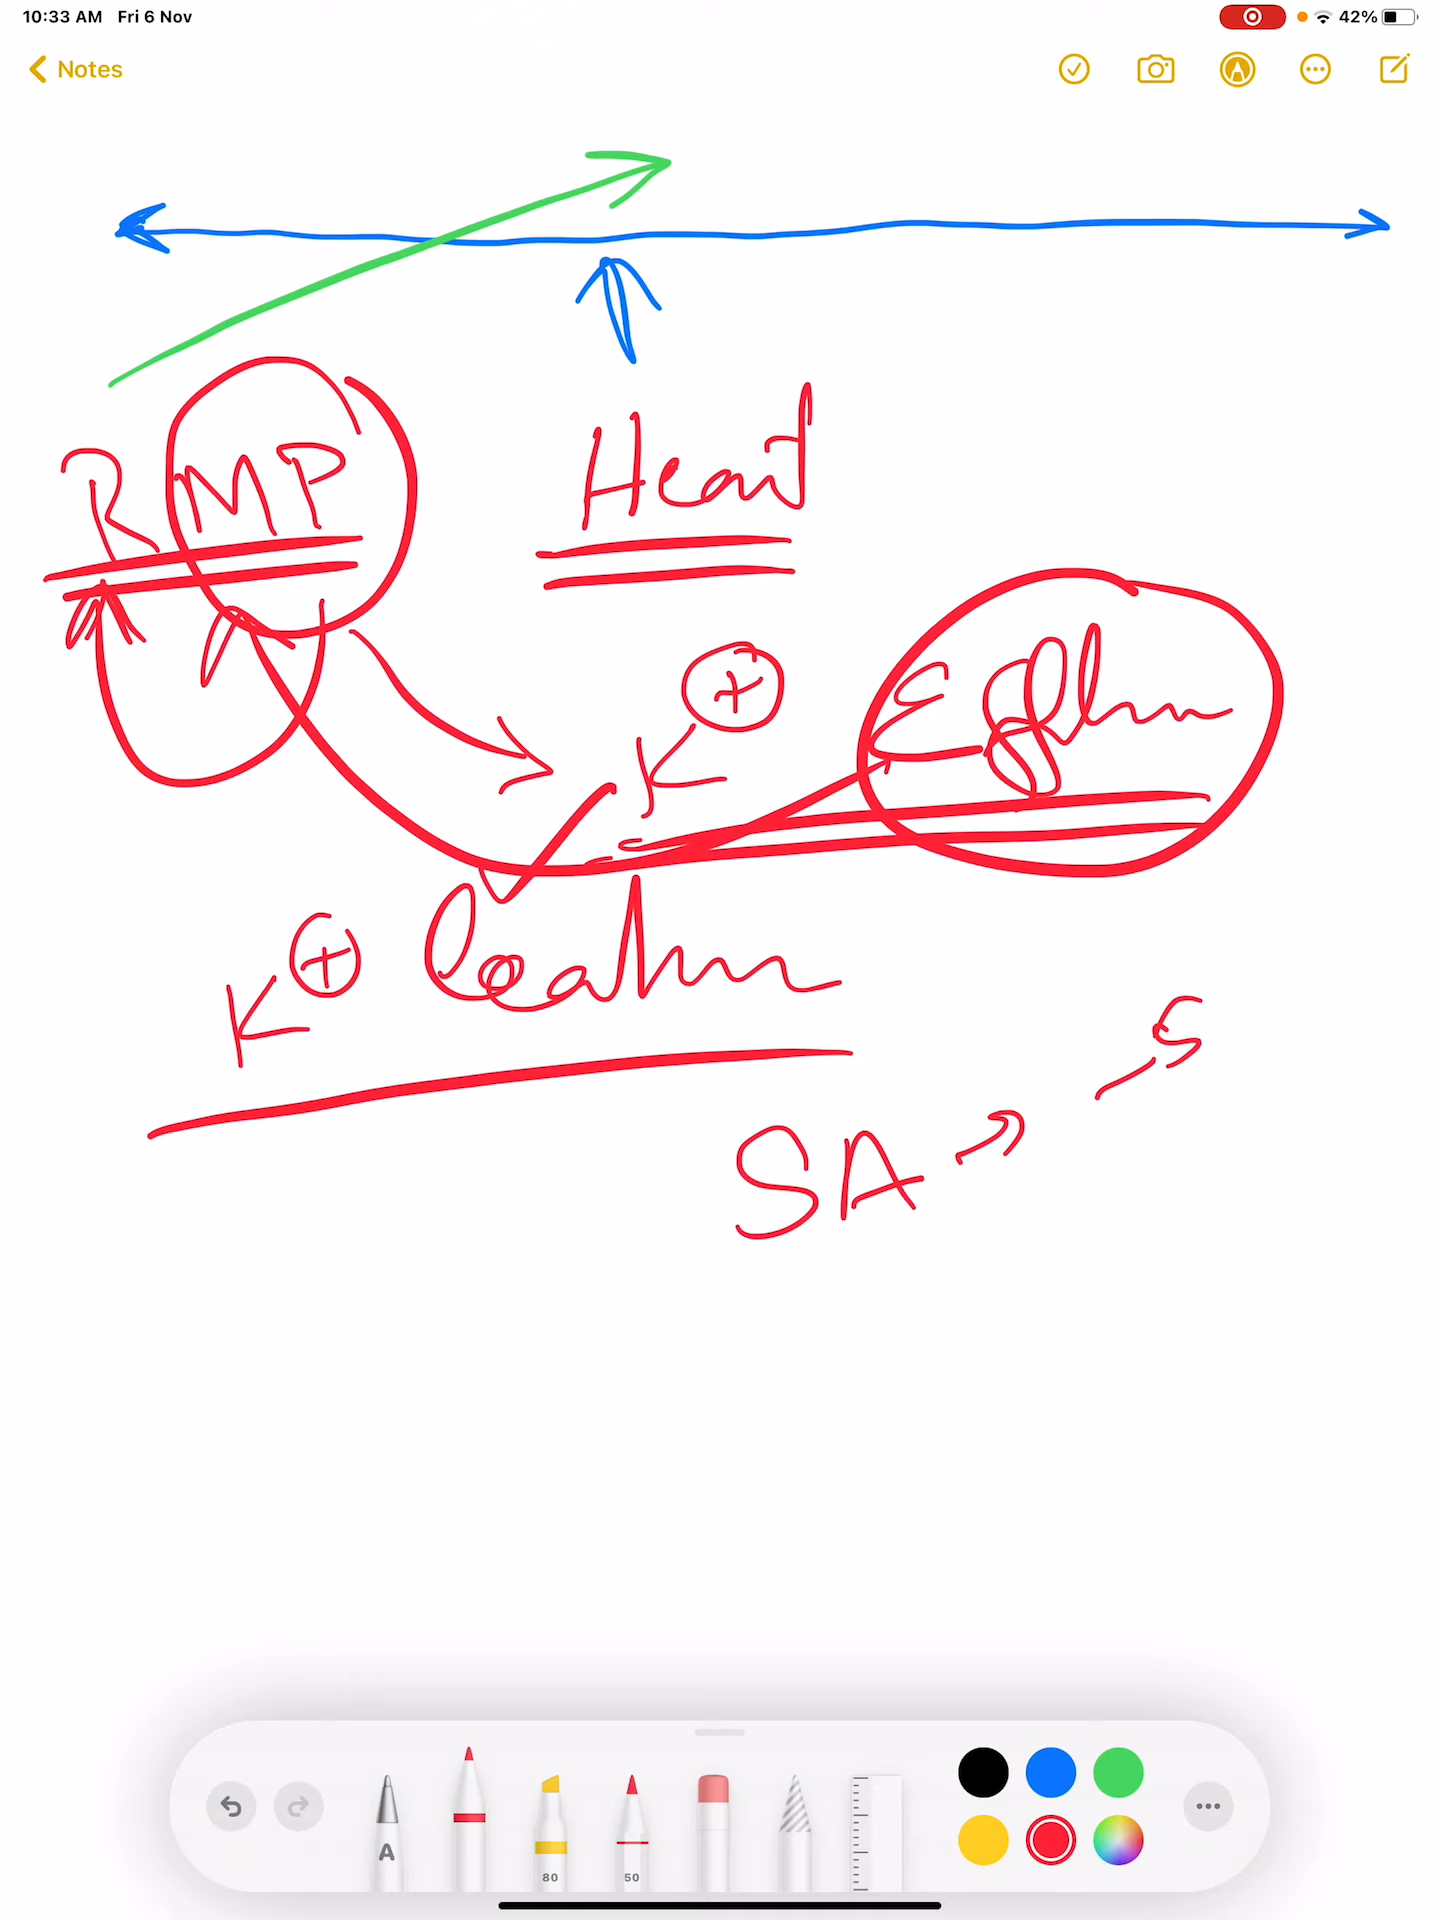 10:33 AM Fri 6 Nov 42%
Notes
RMP
Heart
K+
Efflux
K+ leak
S
SA
A 80 50